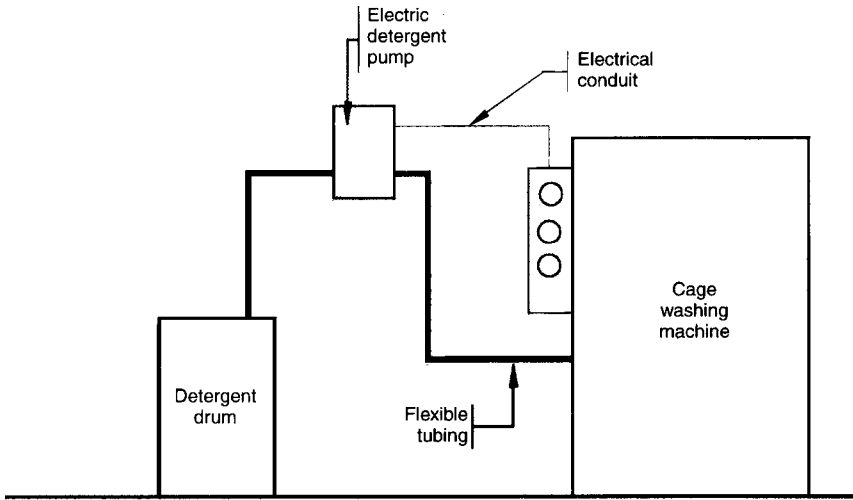 Electric
detergent
pump
Electrical
conduit
Cage
washing
machine
Detergent
drum
Flexible
tubing